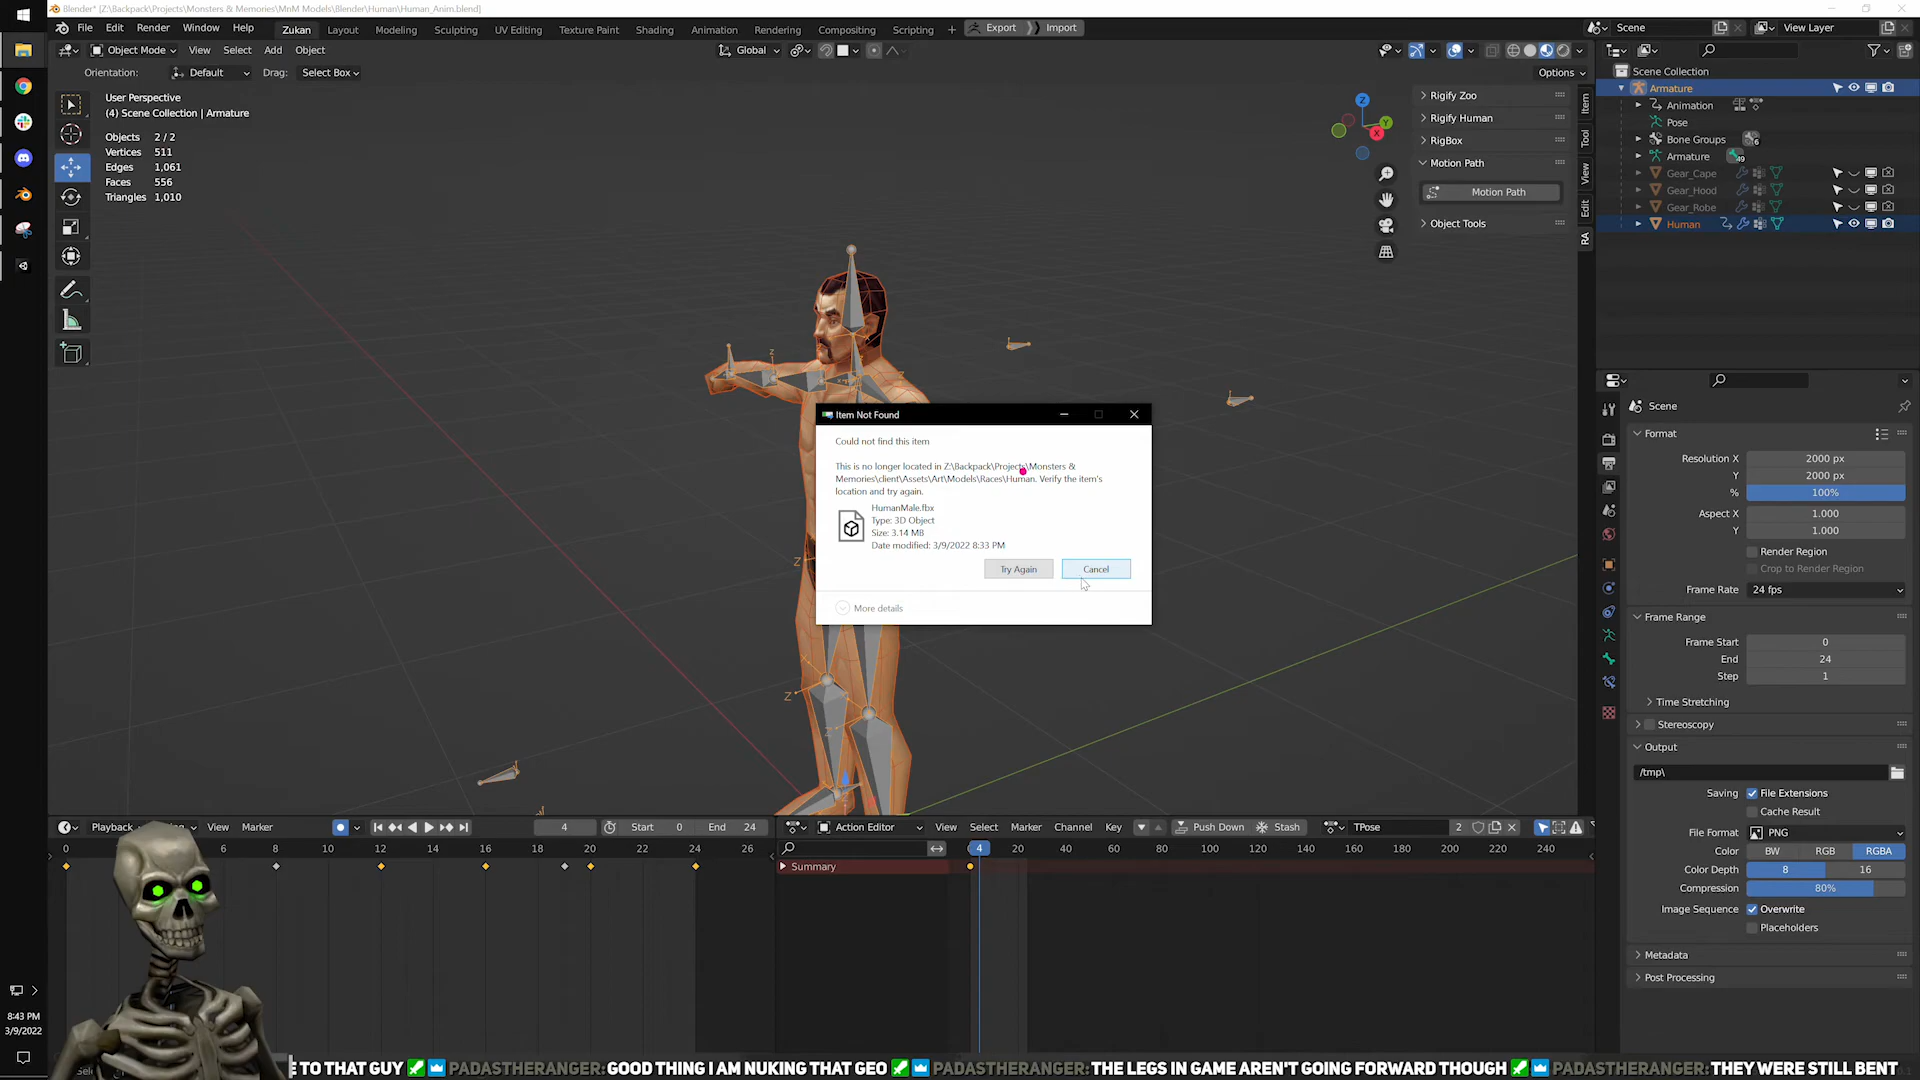 Blender* [Z:\Backpack\Projects\Monsters & Memories\MnM Models\Blender\Human\Human_Anim.blend]
File Edit Render Window Help Zukan Layout Modeling Sculpting UV Editing Texture Paint Shading Animation Rendering Compositing Scripting + Export Import Scene View Layer
Object Mode View Select Add Object Global
Orientation: Default Drag: Select Box Options
User Perspective
(4) Scene Collection | Armature
Objects 2 / 2
Vertices 511
Edges 1,061
Faces 556
Triangles 1,010
Z
Y
X
Rigify Zoo
Rigify Human
RigBox
Motion Path
Motion Path
Object Tools
Item
Tool
View
Edit
RA
Scene Collection
Armature
Animation
Pose
Bone Groups 6
Armature 49
Gear_Cape
Gear_Hood
Gear_Robe
Human
Item Not Found
Could not find this item
This is no longer located in Z:\Backpack\Projects\Monsters &
Memories\client\Assets\Art\Models\Races\Human. Verify the item's
location and try again.
HumanMale.fbx
Type: 3D Object
Size: 3.14 MB
Date modified: 3/9/2022 8:33 PM
Try Again Cancel
More details
Scene
Format
Resolution X 2000 px
Y 2000 px
% 100%
Aspect X 1.000
Y 1.000
Render Region
Crop to Render Region
Frame Rate 24 fps
Frame Range
Frame Start 0
End 24
Step 1
Time Stretching
Stereoscopy
Output
/tmp\
Saving File Extensions
Cache Result
File Format PNG
Color BW RGB RGBA
Color Depth 8 16
Compression 80%
Image Sequence Overwrite
Placeholders
Metadata
Post Processing
Playback View Marker 4 Start 0 End 24
0 6 8 10 12 14 16 18 20 22 24 26
Action Editor View Select Marker Channel Key Push Down Stash TPose 2
4 20 40 60 80 100 120 140 160 180 200 220 240
Summary
8:43 PM
3/9/2022
E TO THAT GUY PADASTHERANGER: GOOD THING I AM NUKING THAT GEO PADASTHERANGER: THE LEGS IN GAME AREN'T GOING FORWARD THOUGH PADASTHERANGER: THEY WERE STILL BENT